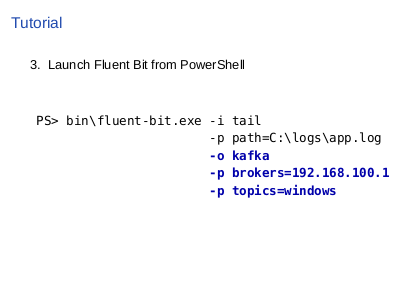 Tutorial
3. Launch Fluent Bit from PowerShell
PS> bin\fluent-bit.exe -i tail
-p path=C:\logs\app.log
-o kafka
-p brokers=192.168.100.1
-p topics=windows